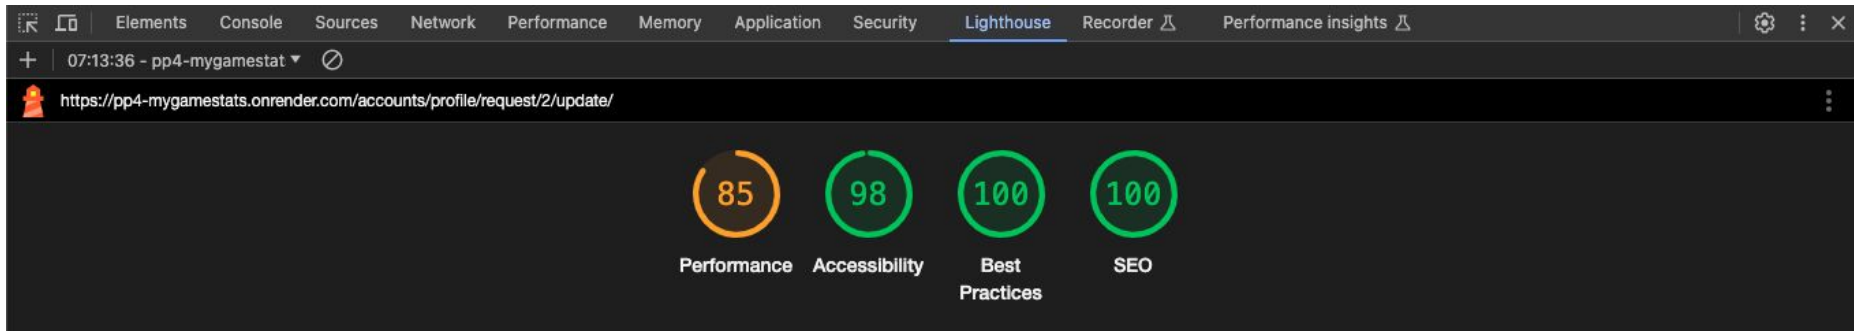 Elements Console Sources Network Performance Memory Application Security Lighthouse Recorder Performance insights
07:13:36 - pp4-mygamestat
https://pp4-mygamestats.onrender.com/accounts/profile/request/2/update/
85 98 100 100
Performance Accessibility Best SEO
Practices